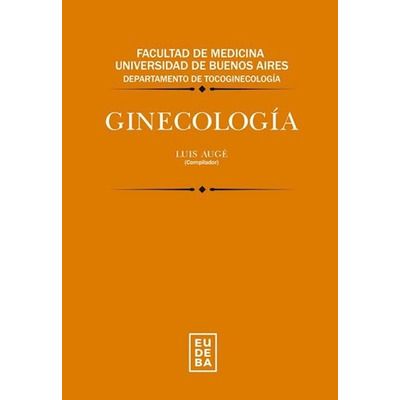 FACULTAD DE MEDICINA
UNIVERSIDAD DE BUENOS AIRES
DEPARTAMENTO DE TOCOGINECOLOGÍA
GINECOLOGÍA
LUIS AUGÉ
(Compilador)
EU
DE
BA